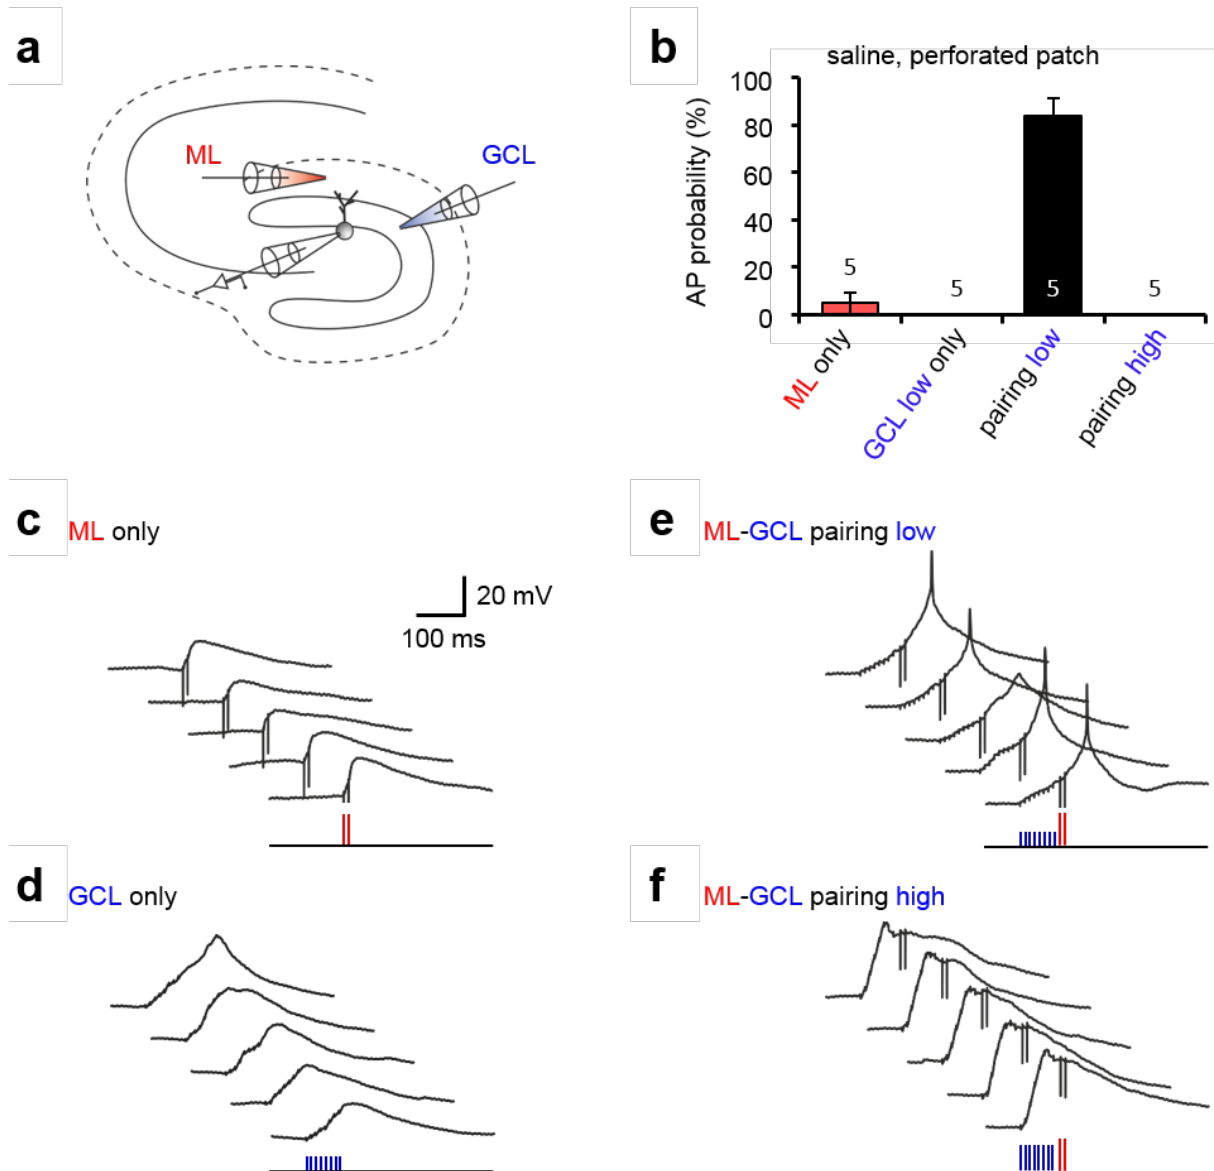 a
ML
GCL
b
saline, perforated patch
AP probability (%)
100
80
60
40
20
0
5
5
5
5
ML only
GCL low only
pairing low
pairing high
c
ML only
20 mV
100 ms
d
GCL only
e
ML-GCL pairing low
f
ML-GCL pairing high